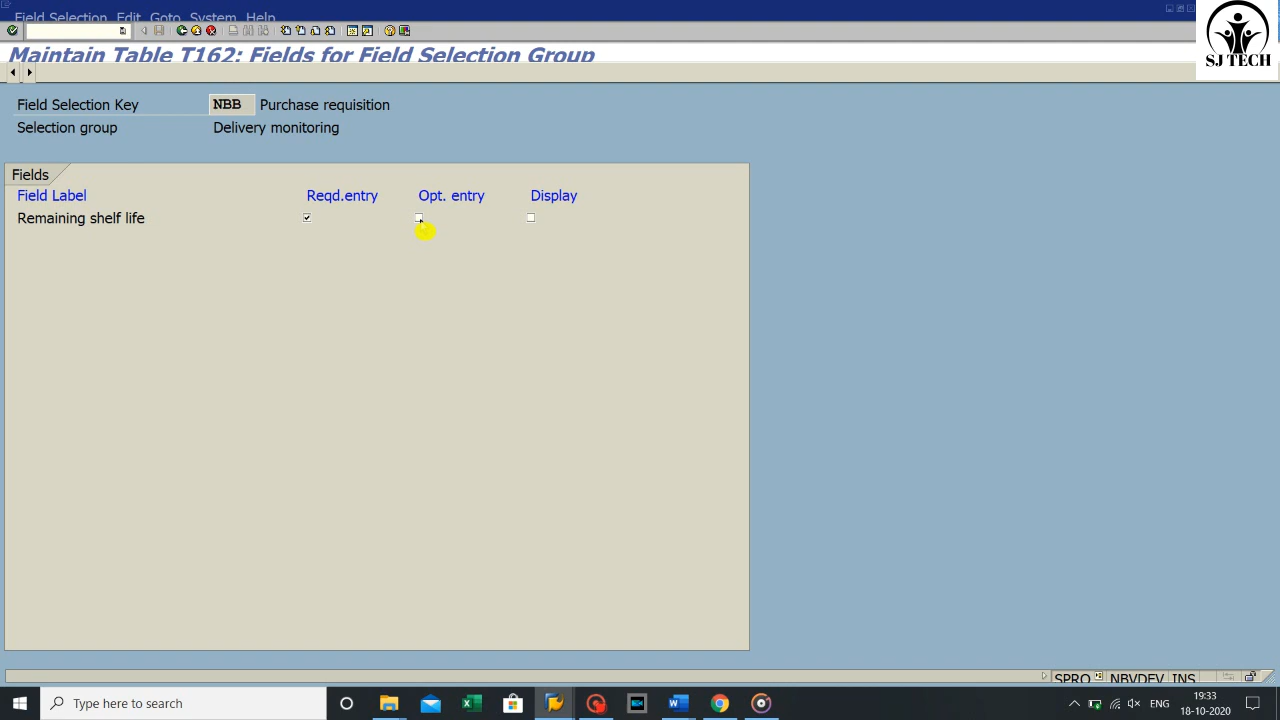 Field Selection Edit Goto System Help
Maintain Table T162: Fields for Field Selection Group
SJ TECH
Field Selection Key NBB Purchase requisition
Selection group Delivery monitoring
Fields
Field Label Reqd.entry Opt. entry Display
Remaining shelf life
SPRO NBVDEV INS
Type here to search
ENG
19:33
18-10-2020